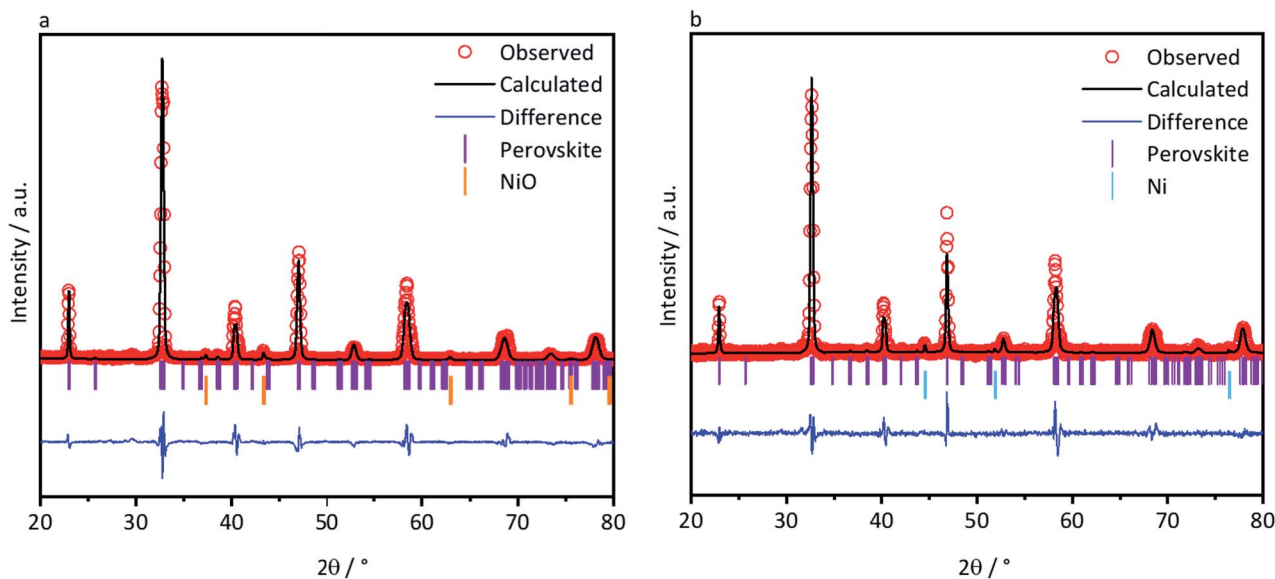 a
Observed
Calculated
Difference
Perovskite
NiO
Intensity / a.u.
20 30 40 50 60 70 80
2θ / °
b
Observed
Calculated
Difference
Perovskite
Ni
Intensity / a.u.
20 30 40 50 60 70 80
2θ / °